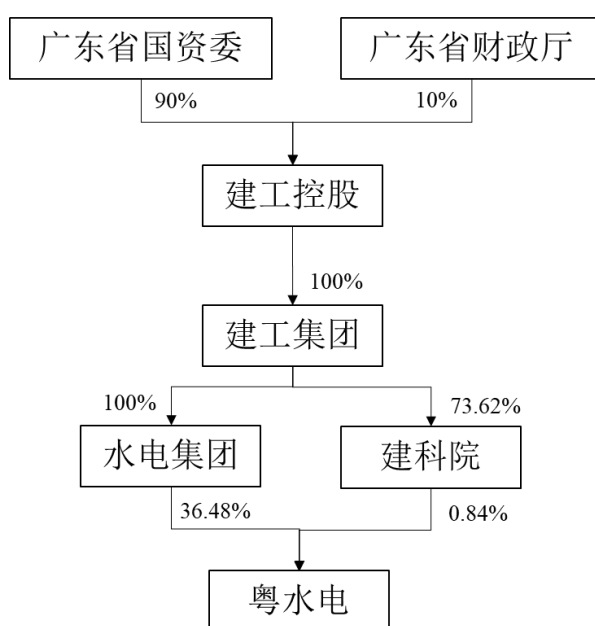 广东省国资委
广东省财政厅
90%
10%
建工控股
100%
建工集团
100%
73.62%
水电集团
建科院
36.48%
0.84%
粤水电